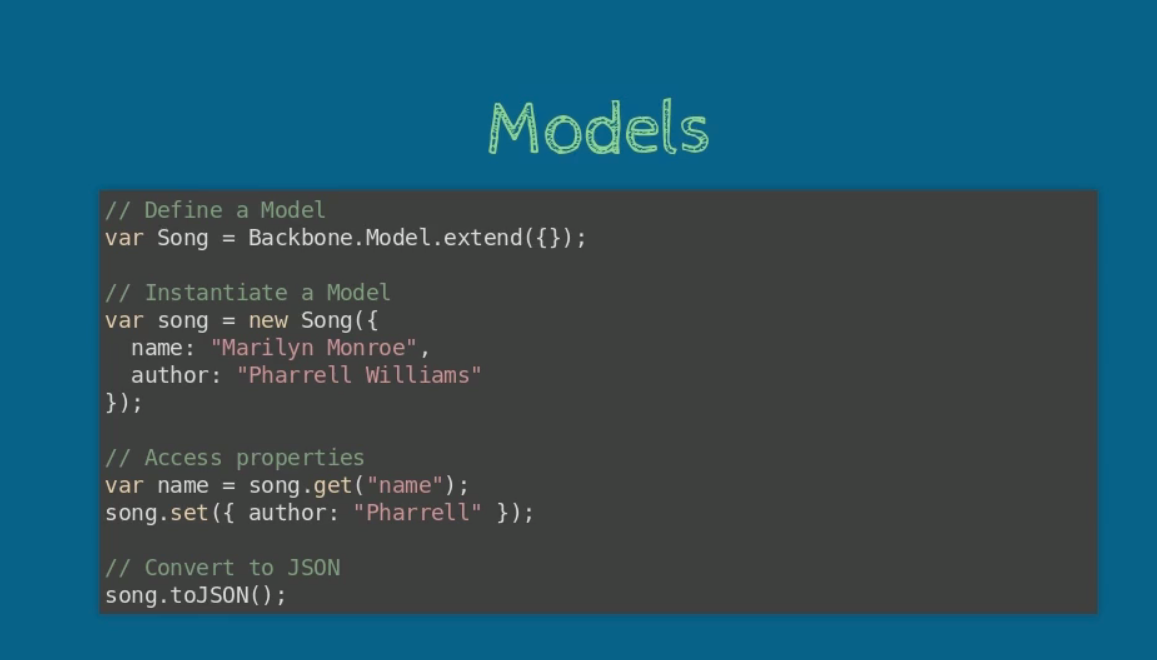 Models
// Define a Model
var Song = Backbone.Model.extend({});
// Instantiate a Model
var song = new Song({
  name: "Marilyn Monroe",
  author: "Pharrell Williams"
});
// Access properties
var name = song.get("name");
song.set({ author: "Pharrell" });
// Convert to JSON
song.toJSON();